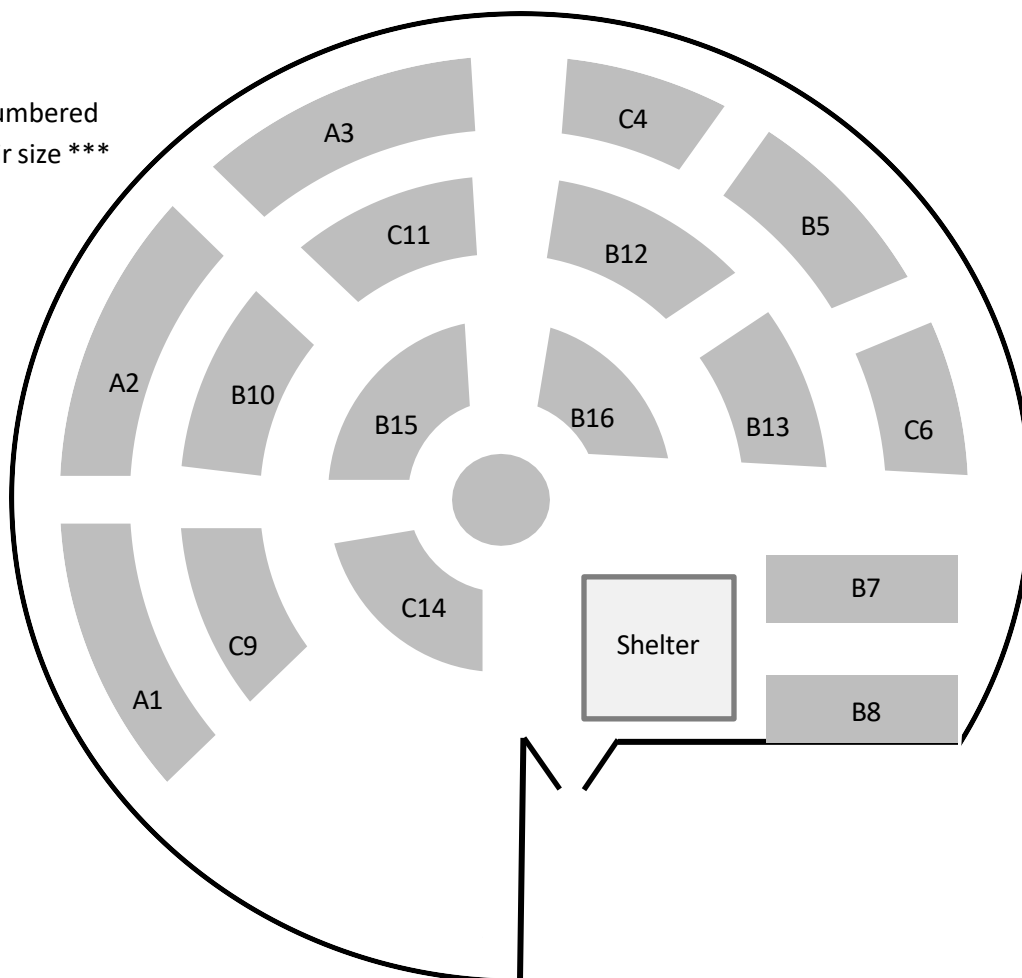 umbered
r size ***
A3
C4
B5
C11
B12
A2
B10
B15
B16
B13
C6
B7
C14
C9
Shelter
A1
B8